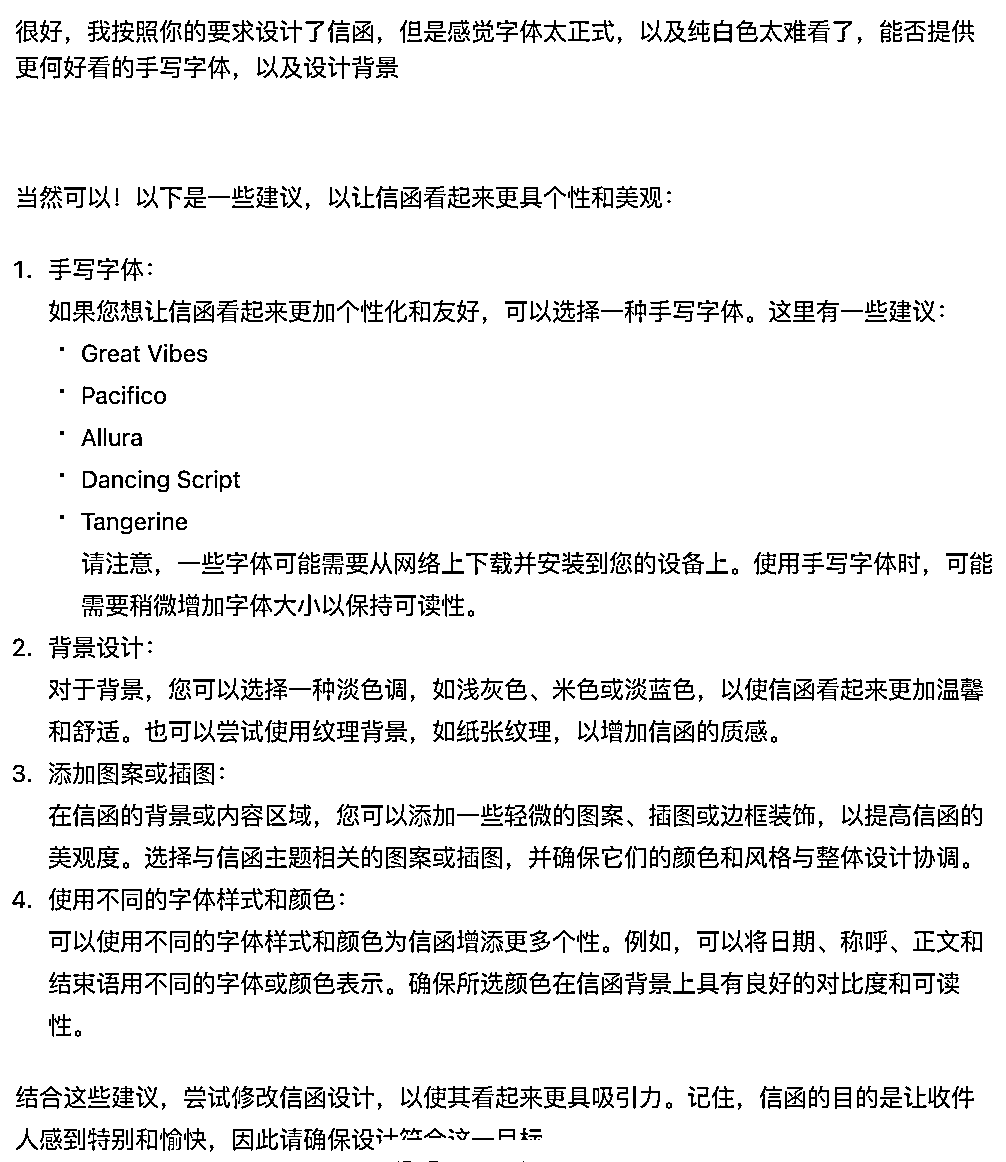 很好，我按照你的要求设计了信函，但是感觉字体太正式，以及纯白色太难看了，能否提供
更何好看的手写字体，以及设计背景
当然可以！以下是一些建议，以让信函看起来更具个性和美观：
1. 手写字体：
如果您想让信函看起来更加个性化和友好，可以选择一种手写字体。这里有一些建议：
· Great Vibes
· Pacifico
· Allura
· Dancing Script
· Tangerine
请注意，一些字体可能需要从网络上下载并安装到您的设备上。使用手写字体时，可能
需要稍微增加字体大小以保持可读性。
2. 背景设计：
对于背景，您可以选择一种淡色调，如浅灰色、米色或淡蓝色，以使信函看起来更加温馨
和舒适。也可以尝试使用纹理背景，如纸张纹理，以增加信函的质感。
3. 添加图案或插图：
在信函的背景或内容区域，您可以添加一些轻微的图案、插图或边框装饰，以提高信函的
美观度。选择与信函主题相关的图案或插图，并确保它们的颜色和风格与整体设计协调。
4. 使用不同的字体样式和颜色：
可以使用不同的字体样式和颜色为信函增添更多个性。例如，可以将日期、称呼、正文和
结束语用不同的字体或颜色表示。确保所选颜色在信函背景上具有良好的对比度和可读
性。
结合这些建议，尝试修改信函设计，以使其看起来更具吸引力。记住，信函的目的是让收件
人感到特别和愉快，因此请确保设计符合这一目标